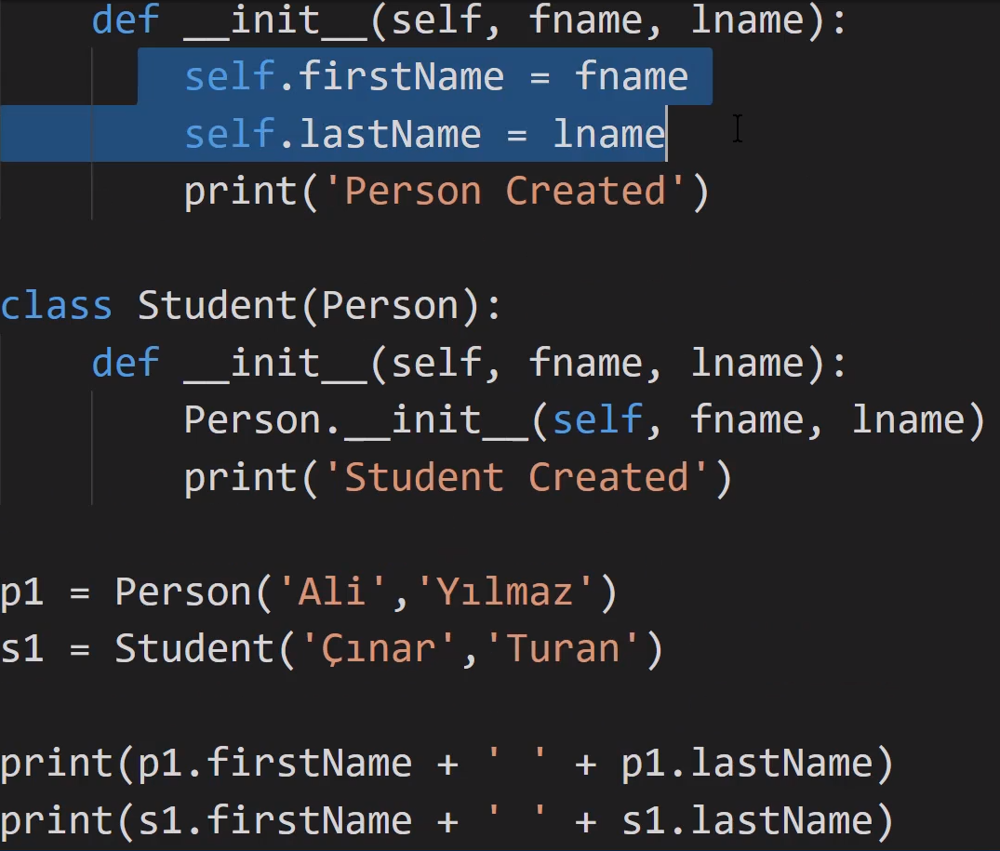 def __init__(self, fname, lname):
self.firstName = fname
self.lastName = lname
print('Person Created')
class Student(Person):
def __init__(self, fname, lname):
Person.__init__(self, fname, lname)
print('Student Created')
p1 = Person('Ali','Yılmaz')
s1 = Student('Çınar','Turan')
print(p1.firstName + ' ' + p1.lastName)
print(s1.firstName + ' ' + s1.lastName)